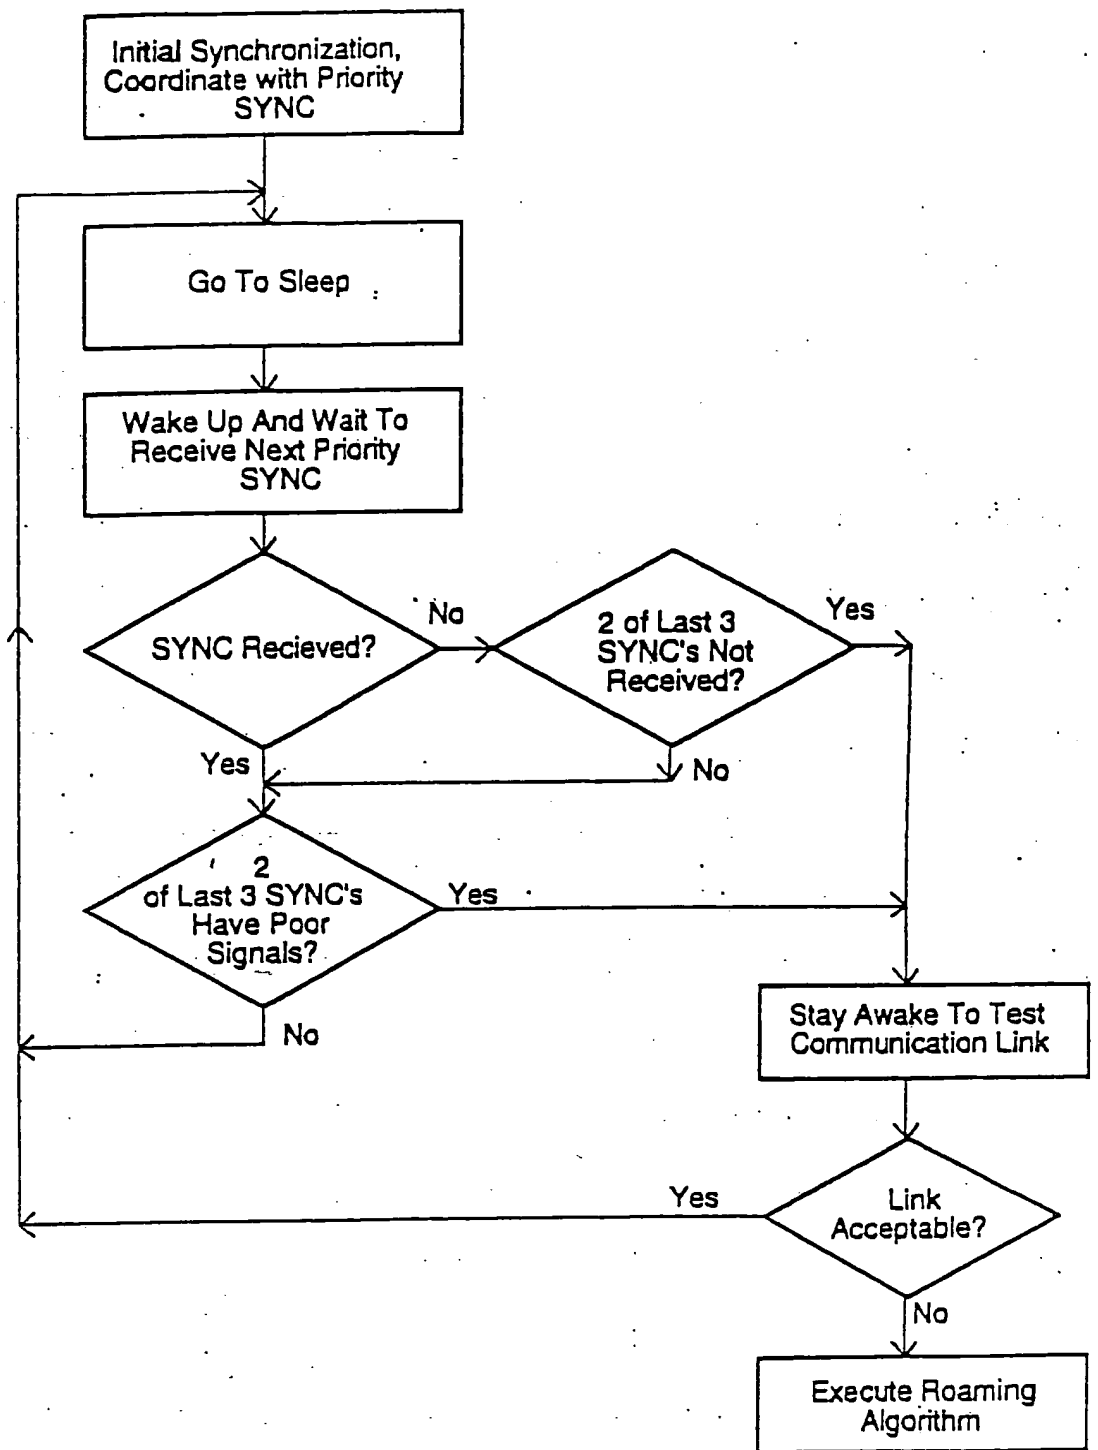 Initial Synchronization,
Coordinate with Priority
SYNC
Go To Sleep
Wake Up And Wait To
Receive Next Priority
SYNC
SYNC Recieved?
No
2 of Last 3
SYNC's Not
Received?
Yes
Yes
No
2
of Last 3 SYNC's
Have Poor
Signals?
Yes
No
Stay Awake To Test
Communication Link
Link
Acceptable?
Yes
No
Execute Roaming
Algorithm